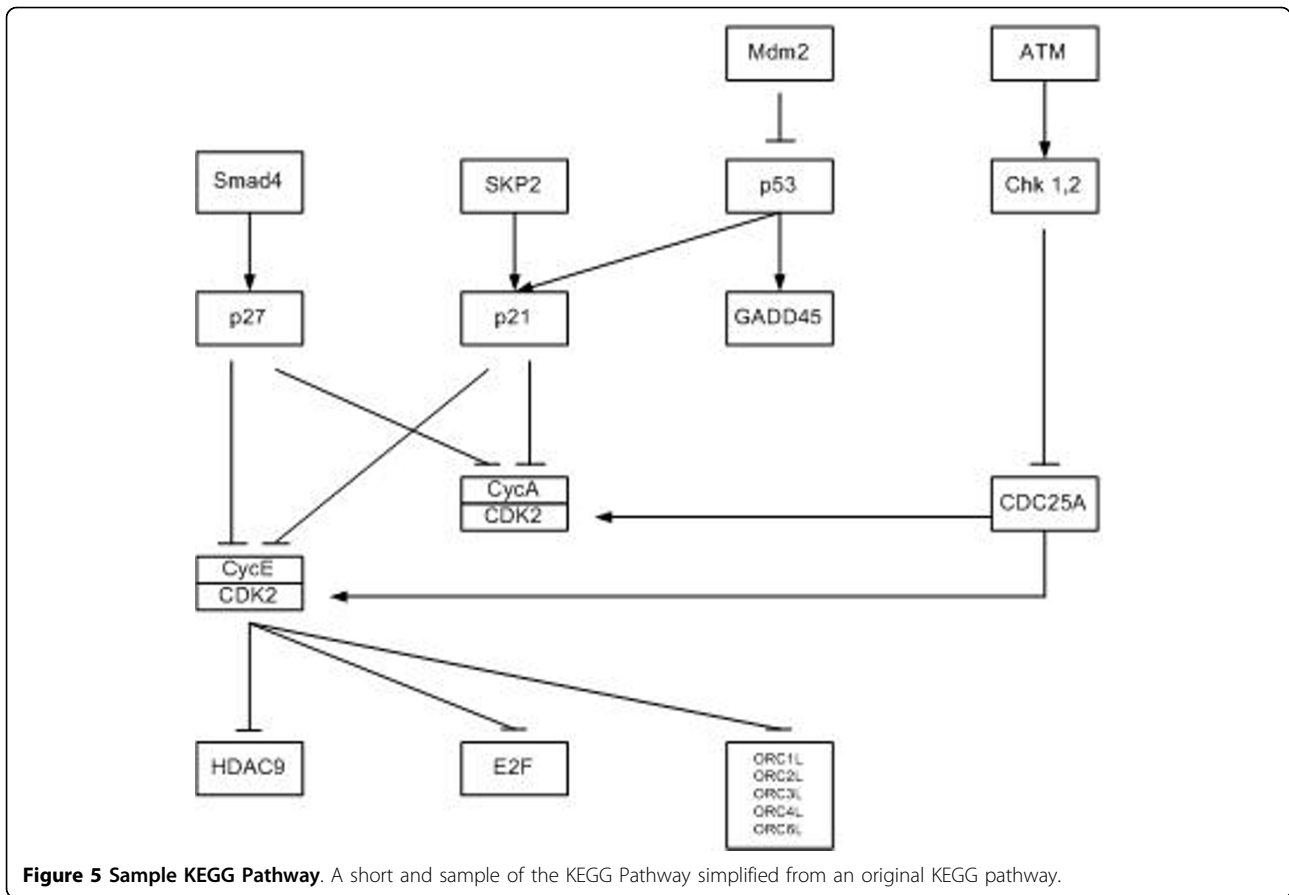 Mdm2
ATM
Smad4
SKP2
p53
Chk 1,2
p27
p21
GADD45
CycA
CDK2
CDC25A
CycE
CDK2
HDAC9
E2F
ORC1L
ORC2L
ORC3L
ORC4L
ORC6L
Figure 5 Sample KEGG Pathway. A short and sample of the KEGG Pathway simplified from an original KEGG pathway.